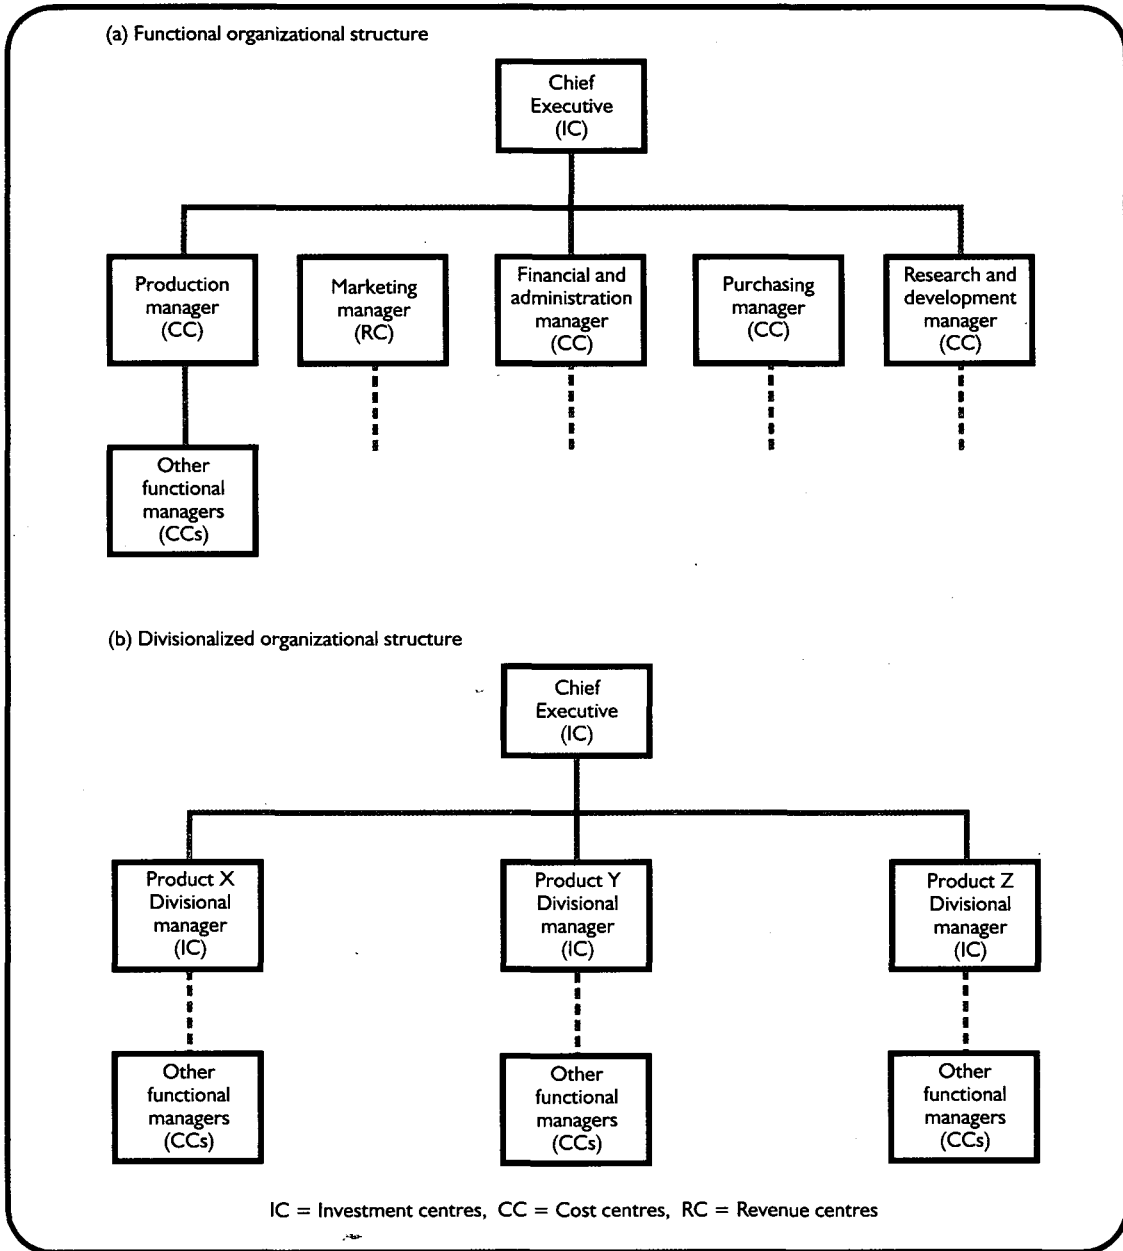 (a) Functional organizational structure
Chief
Executive
(IC)
Production
manager
(CC)
Marketing
manager
(RC)
Financial and
administration
manager
(CC)
Purchasing
manager
(CC)
Research and
development
manager
(CC)
Other
functional
managers
(CCs)
(b) Divisionalized organizational structure
Chief
Executive
(IC)
Product X
Divisional
manager
(IC)
Product Y
Divisional
manager
(IC)
Product Z
Divisional
manager
(IC)
Other
functional
managers
(CCs)
Other
functional
managers
(CCs)
Other
functional
managers
(CCs)
IC = Investment centres, CC = Cost centres, RC = Revenue centres